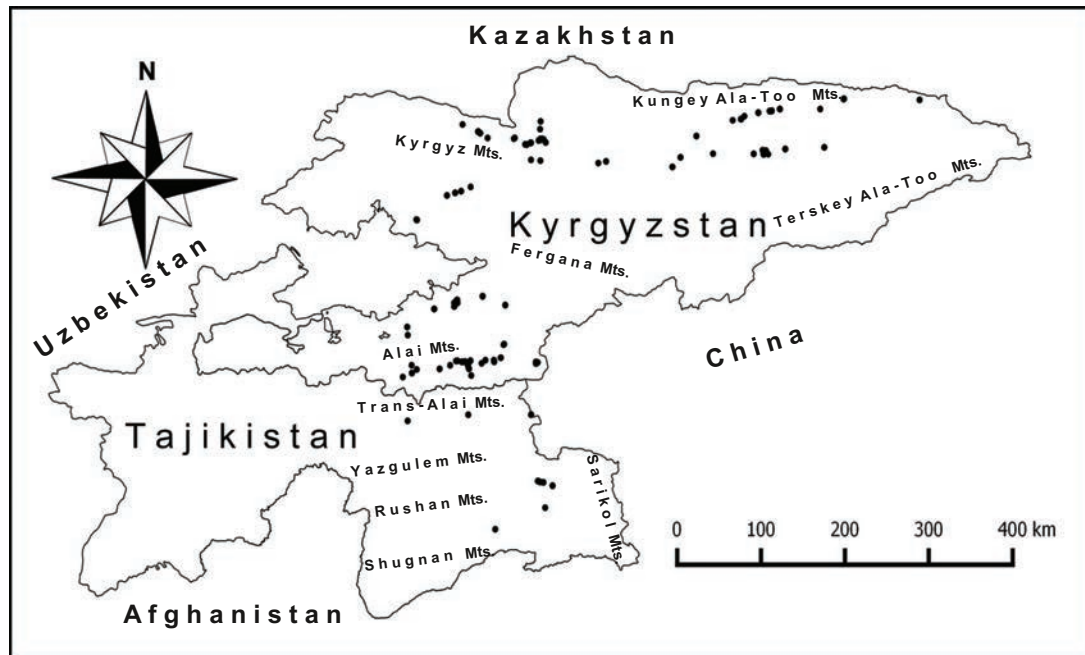 Kazakhstan
N
Kungey Ala-Too Mts.
Kyrgyz Mts.
Terskey Ala-Too Mts.
Kyrgyzstan
Fergana Mts.
Uzbekistan
China
Alai Mts.
Trans-Alai Mts.
Tajikistan
Yazgulem Mts.
Sarikol Mts.
Rushan Mts.
0 100 200 300 400 km
Shugnan Mts.
Afghanistan